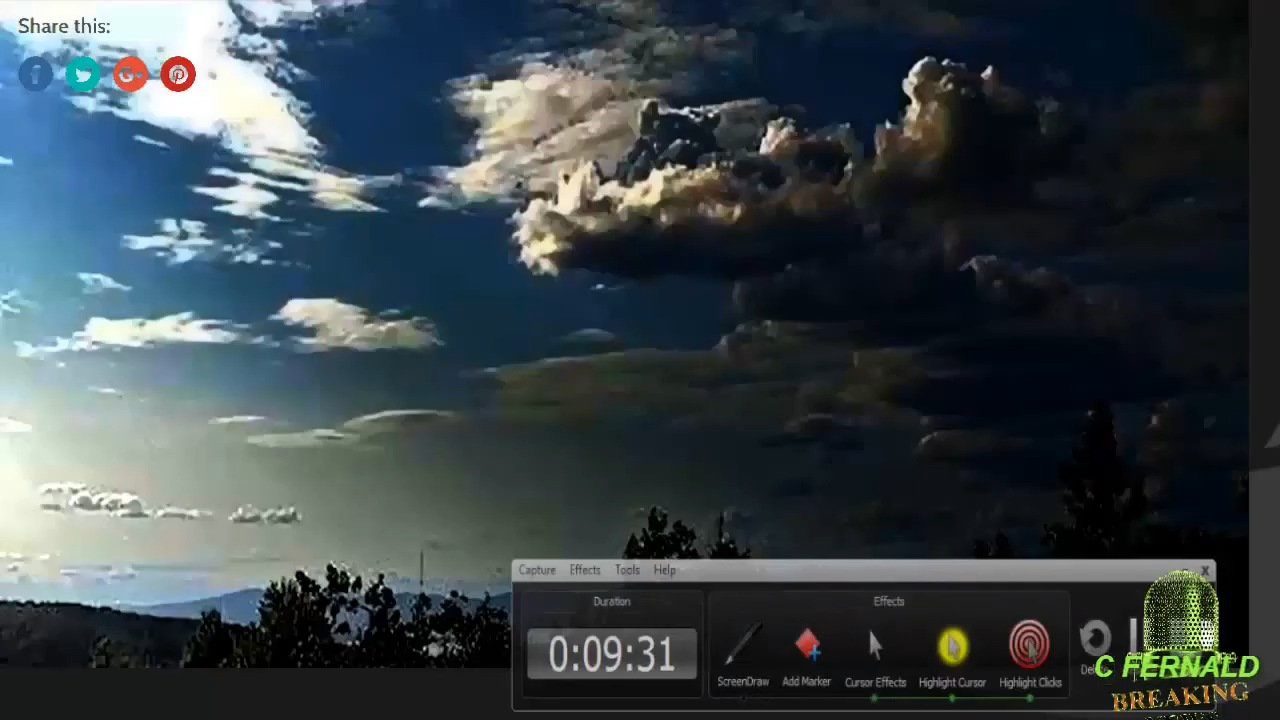 Share this:
G+
Capture Effects Tools Help
x
Duration
Effects
0:09:31
ScreenDraw
Add Marker
Cursor Effects
Highlight Cursor
Highlight Clicks
C FERNALD
BREAKING